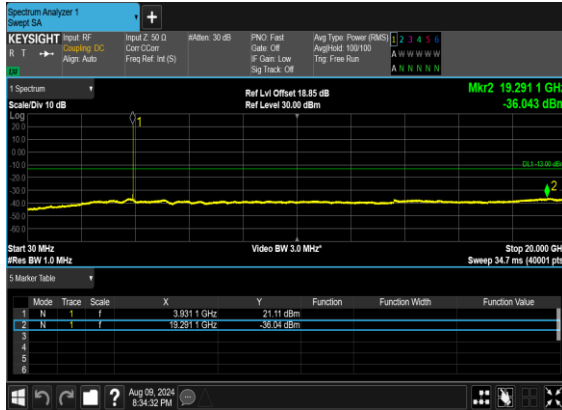 Spectrum Analyzer 1
Swept SA
+
KEYSIGHT Input: RF Input Z: 50 Ω #Atten: 30 dB PNO: Fast Avg Type: Power (RMS) 1 2 3 4 5 6
R T Coupling: DC Corr CCorr Gate: Off Avg|Hold: 100/100 A W W W W W
Align: Auto Freq Ref: Int (S) IF Gain: Low Trig: Free Run
Sig Track: Off A N N N N N
1 Spectrum Ref Lvl Offset 18.85 dB Mkr2 19.291 1 GHz
Scale/Div 10 dB Ref Level 30.00 dBm -36.043 dBm
Log
1
20.0
10.0
0.00
-10.0
DL1 -13.00 dBm
-20.0
2
-30.0
-40.0
-50.0
-60.0
Start 30 MHz Video BW 3.0 MHz* Stop 20.000 GH
#Res BW 1.0 MHz Sweep 34.7 ms (40001 pts
5 Marker Table
Mode Trace Scale X Y Function Function Width Function Value
1 N 1 f 3.931 1 GHz 21.11 dBm
2 N 1 f 19.291 1 GHz -36.04 dBm
3
4
5
6
? Aug 09, 2024
8:34:32 PM